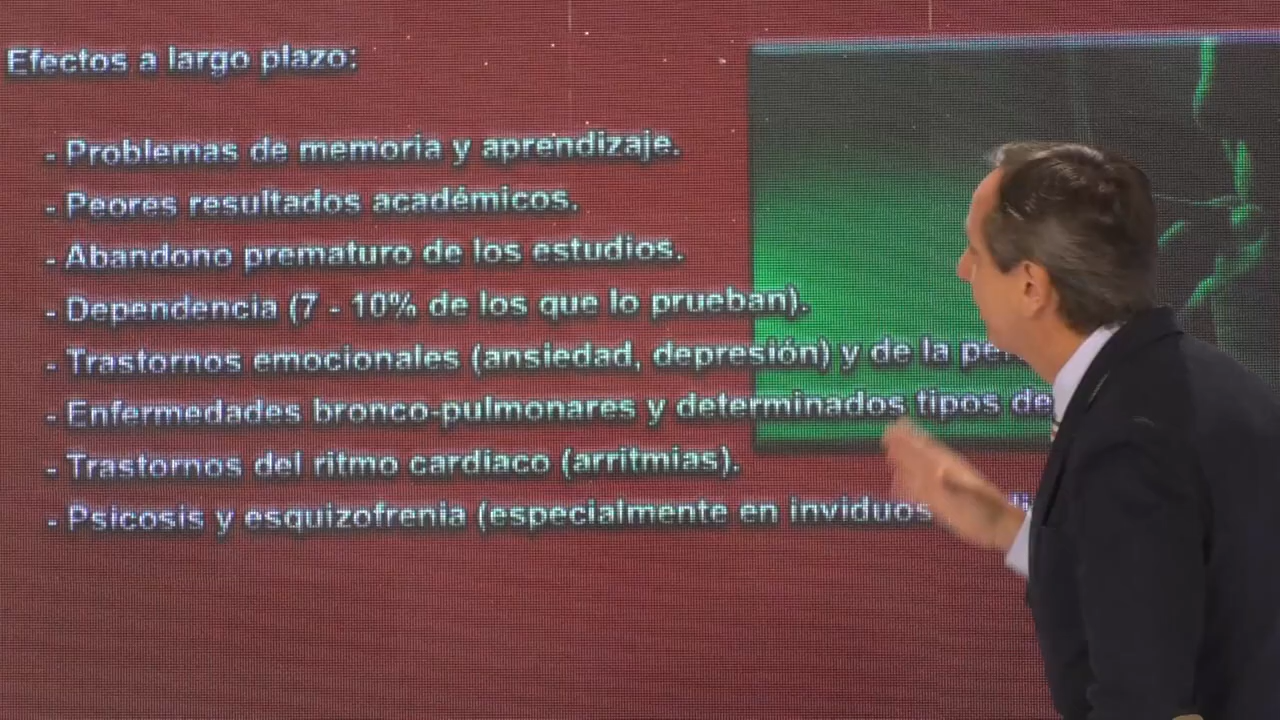 Efectos a largo plazo:
- Problemas de memoria y aprendizaje.
- Peores resultados académicos.
- Abandono prematuro de los estudios.
- Dependencia (7 - 10% de los que lo prueban).
- Trastornos emocionales (ansiedad, depresión) y de la
- Enfermedades bronco-pulmonares y determinados tipos de
- Trastornos del ritmo cardiaco (arritmias).
- Psicosis y esquizofrenia (especialmente en inviduos